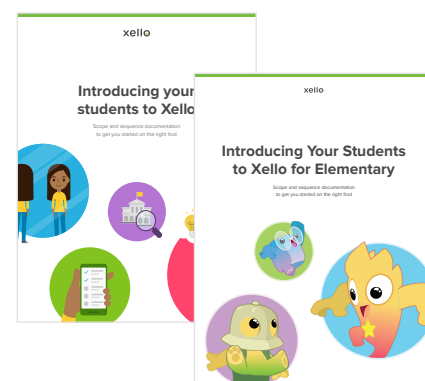 xello
Introducing your
students to Xello
Scope and sequence documentation
to get you started on the right foot
xello
Introducing Your Students
to Xello for Elementary
Scope and sequence documentation
to get you started on the right foot